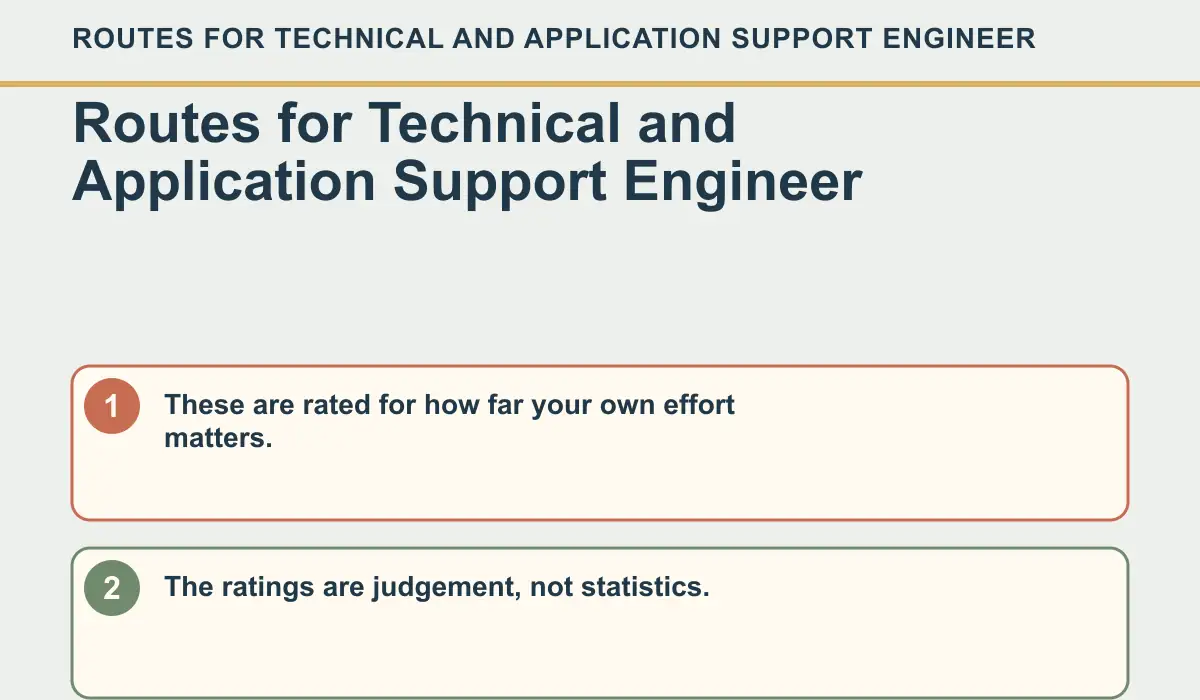 ROUTES FOR TECHNICAL AND APPLICATION SUPPORT ENGINEER
Routes for Technical and
Application Support Engineer
1
These are rated for how far your own effort
matters.
2
The ratings are judgement, not statistics.